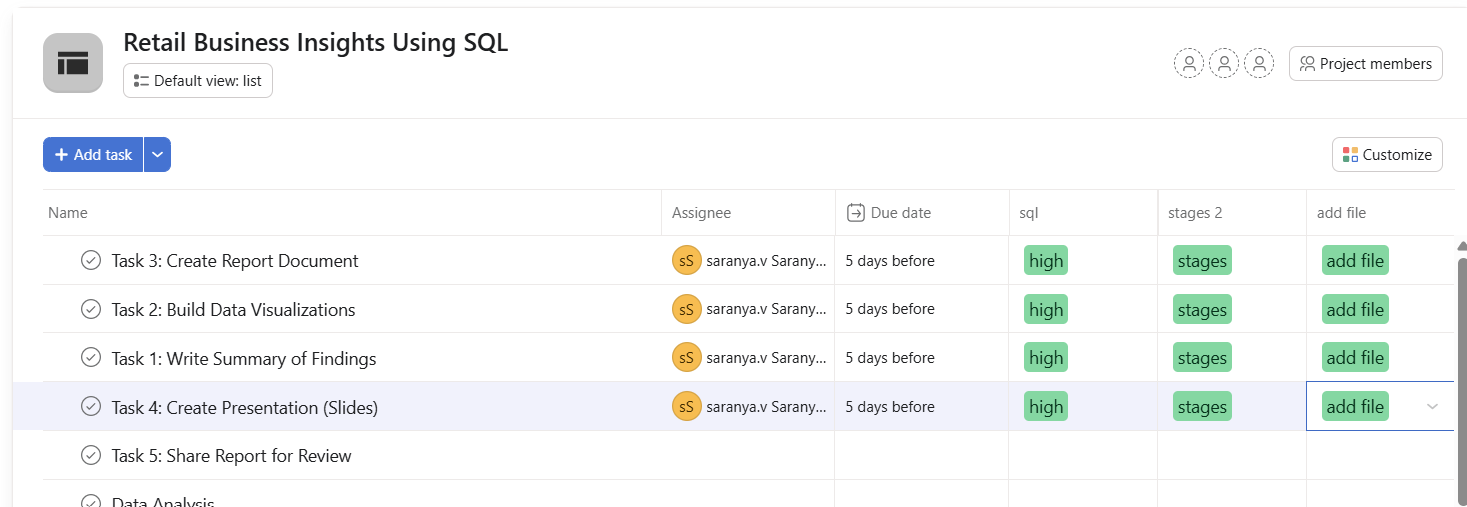 Retail Business Insights Using SQL
Default view: list
Project members
+ Add task
Customize
Name Assignee Due date sql stages 2 add file
Task 3: Create Report Document sS saranya.v Sarany... 5 days before high stages add file
Task 2: Build Data Visualizations sS saranya.v Sarany... 5 days before high stages add file
Task 1: Write Summary of Findings sS saranya.v Sarany... 5 days before high stages add file
Task 4: Create Presentation (Slides) sS saranya.v Sarany... 5 days before high stages add file
Task 5: Share Report for Review
Data Analysis